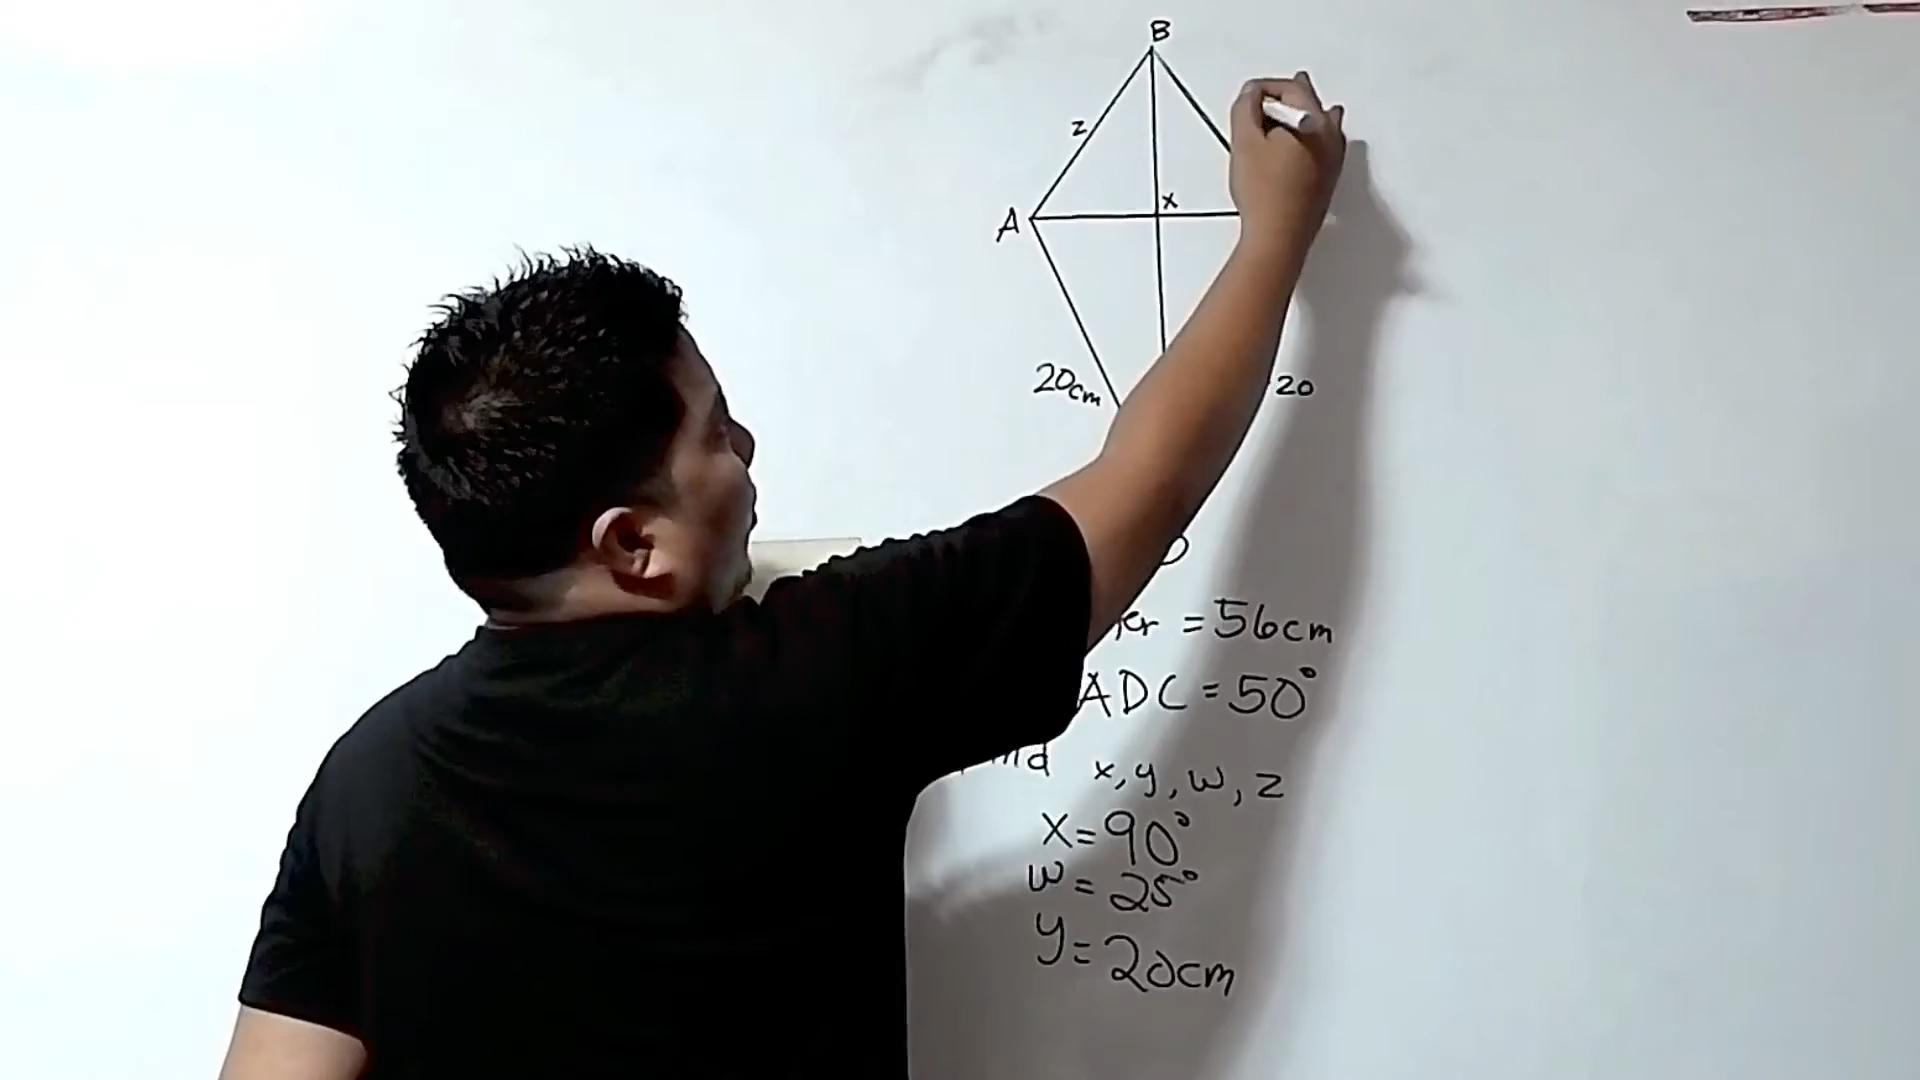 B
z
x
A
20cm
20
D
= 56cm
ADC = 50°
x, y, w, z
x = 90°
w = 25°
y = 20cm